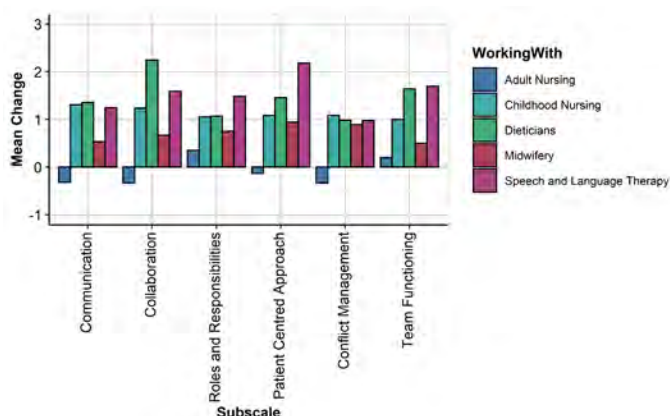 3
2
1
0
-1
Mean Change
Communication
Collaboration
Roles and Responsibilities
Patient Centred Approach
Conflict Management
Team Functioning
Subscale
WorkingWith
Adult Nursing
Childhood Nursing
Dieticians
Midwifery
Speech and Language Therapy